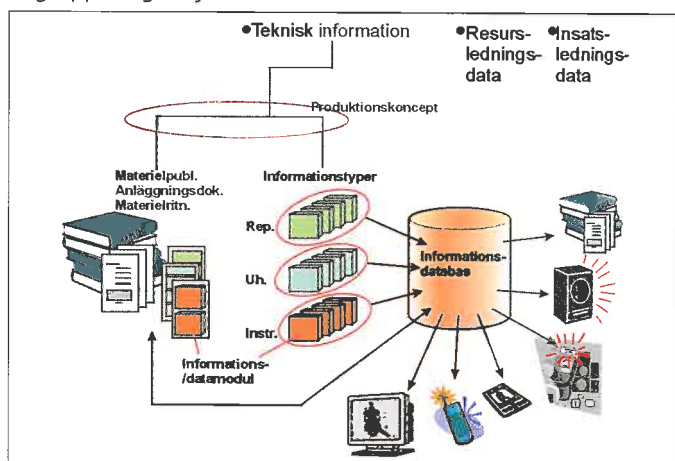 •Teknisk information
•Resurs-
lednings-
data
•Insats-
lednings-
data
Produktionskoncept
Materielpubl.
Anläggningsdok.
Materielritn.
Informationstyper
Rep.
Uh.
Instr.
Informations-
databas
Informations-
/datamodul